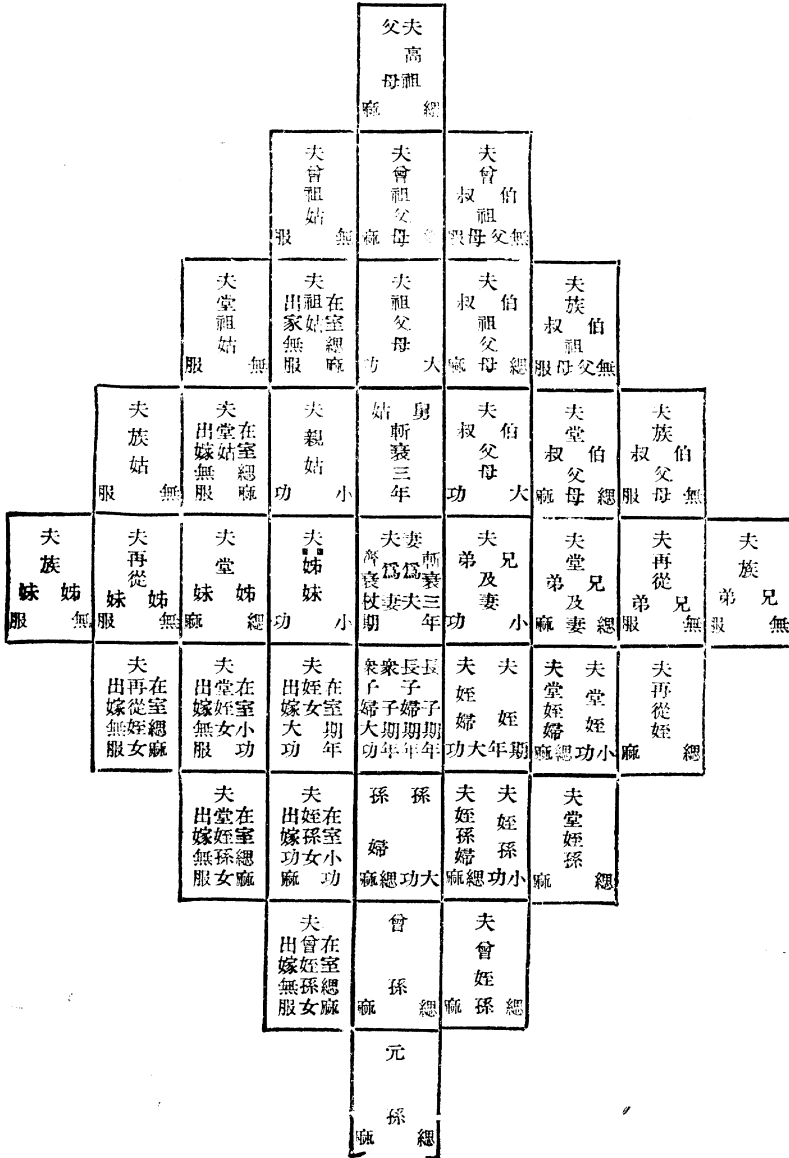 夫高祖父母緦麻
夫曾伯叔祖父母無服
夫曾祖父母麻
夫曾祖姑無服
夫族伯叔祖父母無服
夫伯叔祖父母緦麻
夫祖父母大功
夫祖姑在室緦麻出家無服
夫堂祖姑無服
夫族伯叔父母無服
夫堂伯叔父母緦麻
夫伯叔父母大功
舅姑斬衰三年
夫親姑小功
夫堂姑在室緦麻出嫁無服
夫族姑無服
夫族兄弟無服
夫再從兄弟無服
夫堂兄弟及妻緦麻
夫兄弟及妻小功
妻爲夫斬衰三年
夫爲妻齊衰杖期
夫姊妹小功
夫堂姊妹緦麻
夫再從姊妹無服
夫族姊妹無服
夫再從姪緦麻
夫堂姪小功
夫堂姪婦緦麻
夫姪期年
夫姪婦大功
長子期年
長子婦期年
衆子期年
衆子婦大功
夫姪女在室期年出嫁大功
夫堂姪女在室小功出嫁無服
夫再從姪女在室緦麻出嫁無服
夫堂姪孫緦麻
夫姪孫小功
夫姪孫婦緦麻
孫大功
孫婦緦麻
夫姪孫女在室小功出嫁功麻
夫堂姪孫女在室緦麻出嫁無服
夫曾姪孫緦麻
曾孫緦麻
夫曾姪孫女在室緦麻出嫁無服
元孫緦麻